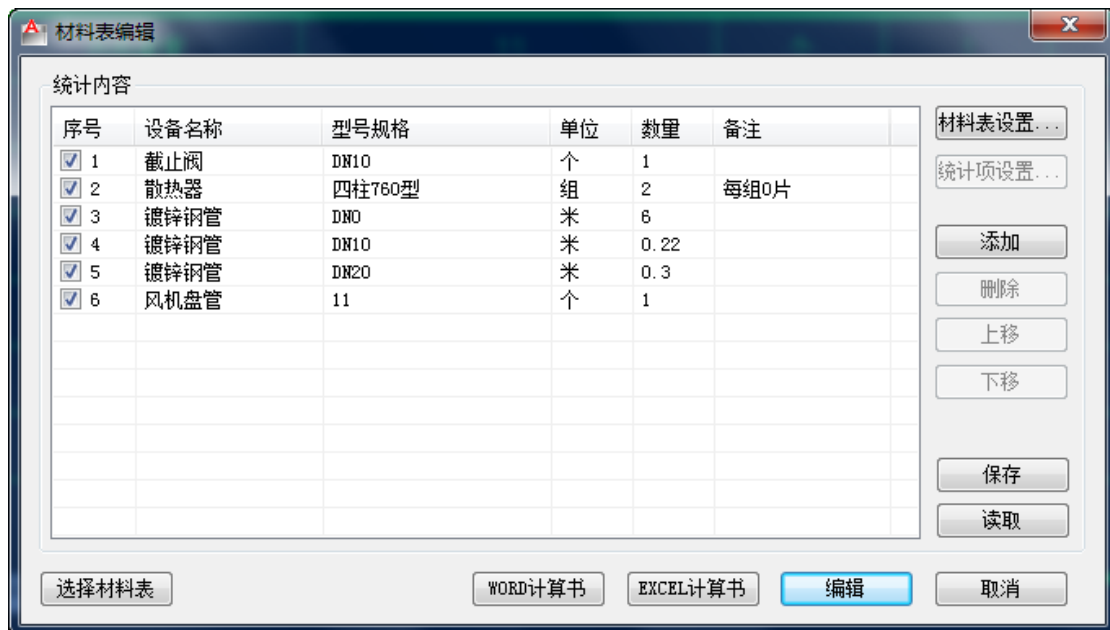 材料表编辑
统计内容
序号 设备名称 型号规格 单位 数量 备注
1 截止阀 DN10 个 1
2 散热器 四柱760型 组 2 每组0片
3 镀锌钢管 DN0 米 6
4 镀锌钢管 DN10 米 0.22
5 镀锌钢管 DN20 米 0.3
6 风机盘管 11 个 1
材料表设置...
统计项设置...
添加
删除
上移
下移
保存
读取
选择材料表 WORD计算书 EXCEL计算书 编辑 取消